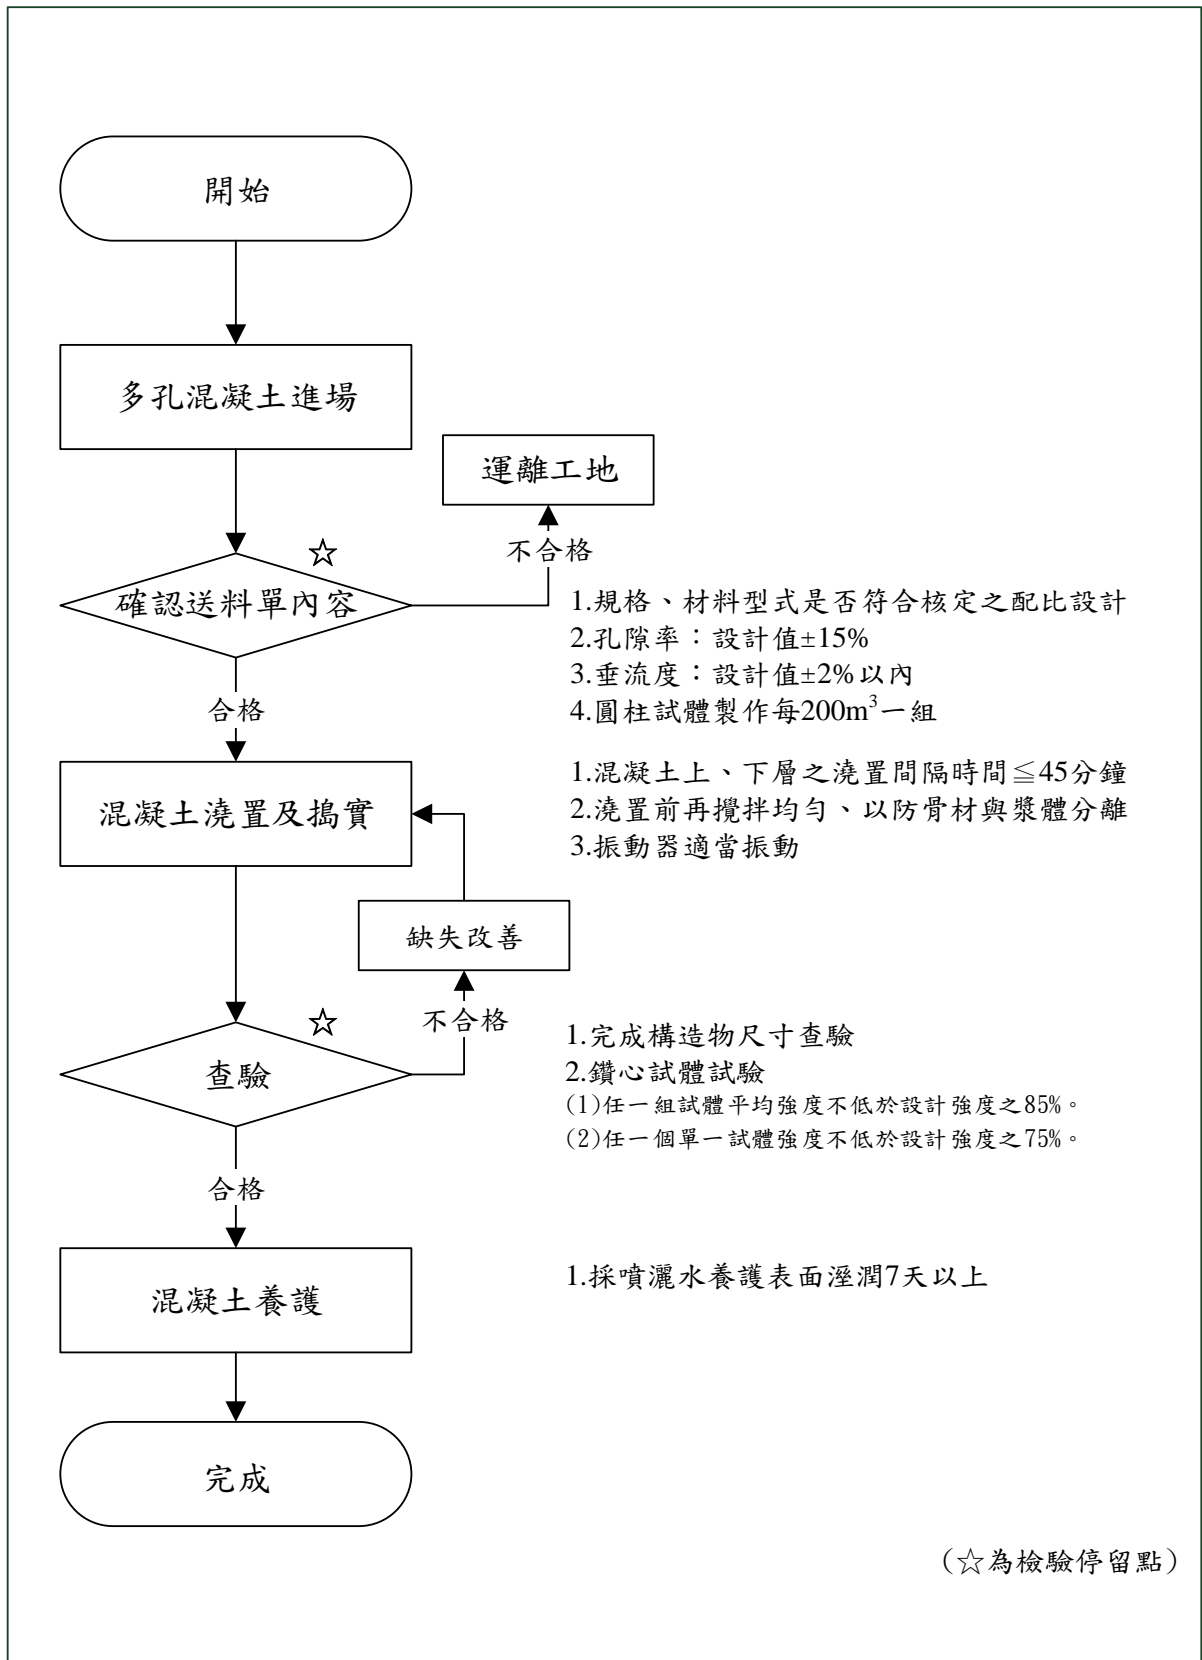 開始
多孔混凝土進場
運離工地
☆
不合格
確認送料單內容
1.規格、材料型式是否符合核定之配比設計
2.孔隙率：設計值±15%
3.垂流度：設計值±2%以內
4.圓柱試體製作每200m³一組
合格
混凝土澆置及搗實
1.混凝土上、下層之澆置間隔時間≦45分鐘
2.澆置前再攪拌均勻、以防骨材與漿體分離
3.振動器適當振動
缺失改善
☆
不合格
查驗
1.完成構造物尺寸查驗
2.鑽心試體試驗
(1)任一組試體平均強度不低於設計強度之85%。
(2)任一個單一試體強度不低於設計強度之75%。
合格
混凝土養護
1.採噴灑水養護表面溼潤7天以上
完成
（☆為檢驗停留點）